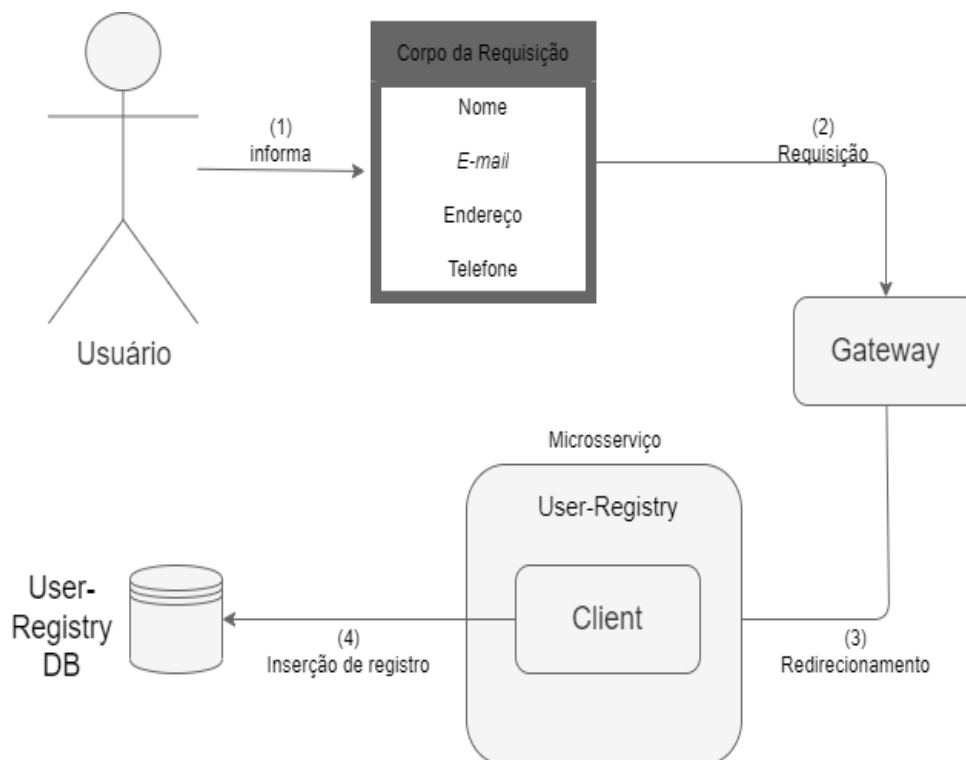 Corpo da Requisição
Nome
E-mail
Endereço
Telefone
(1)
informa
(2)
Requisição
Usuário
Gateway
Microsserviço
User-Registry
Client
(3)
Redirecionamento
(4)
Inserção de registro
User-
Registry
DB